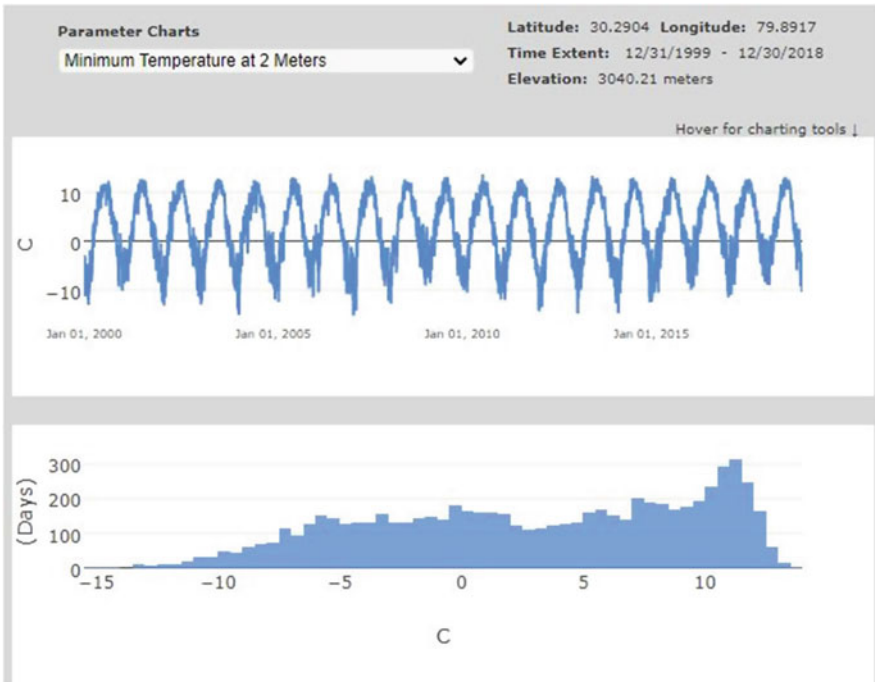 Parameter Charts
Minimum Temperature at 2 Meters
Latitude: 30.2904 Longitude: 79.8917
Time Extent: 12/31/1999 - 12/30/2018
Elevation: 3040.21 meters
Hover for charting tools ↓
10
0
−10
C
Jan 01, 2000 Jan 01, 2005 Jan 01, 2010 Jan 01, 2015
300
200
100
0
(Days)
−15 −10 −5 0 5 10
C